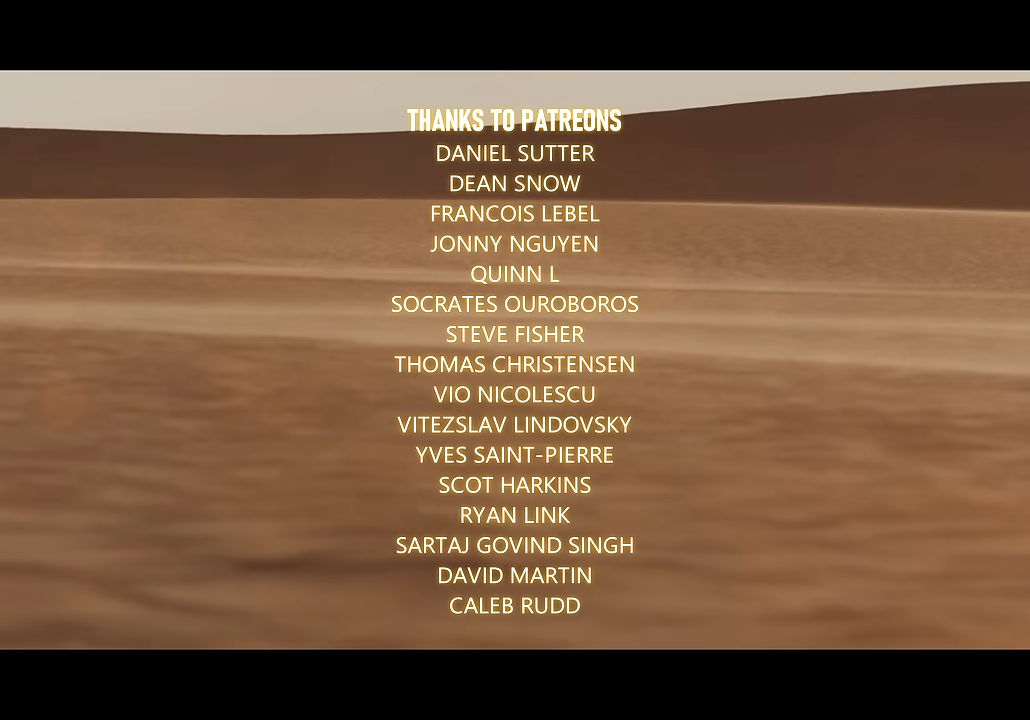 THANKS TO PATREONS
DANIEL SUTTER
DEAN SNOW
FRANCOIS LEBEL
JONNY NGUYEN
QUINN L
SOCRATES OUROBOROS
STEVE FISHER
THOMAS CHRISTENSEN
VIO NICOLESCU
VITEZSLAV LINDOVSKY
YVES SAINT-PIERRE
SCOT HARKINS
RYAN LINK
SARTAJ GOVIND SINGH
DAVID MARTIN
CALEB RUDD